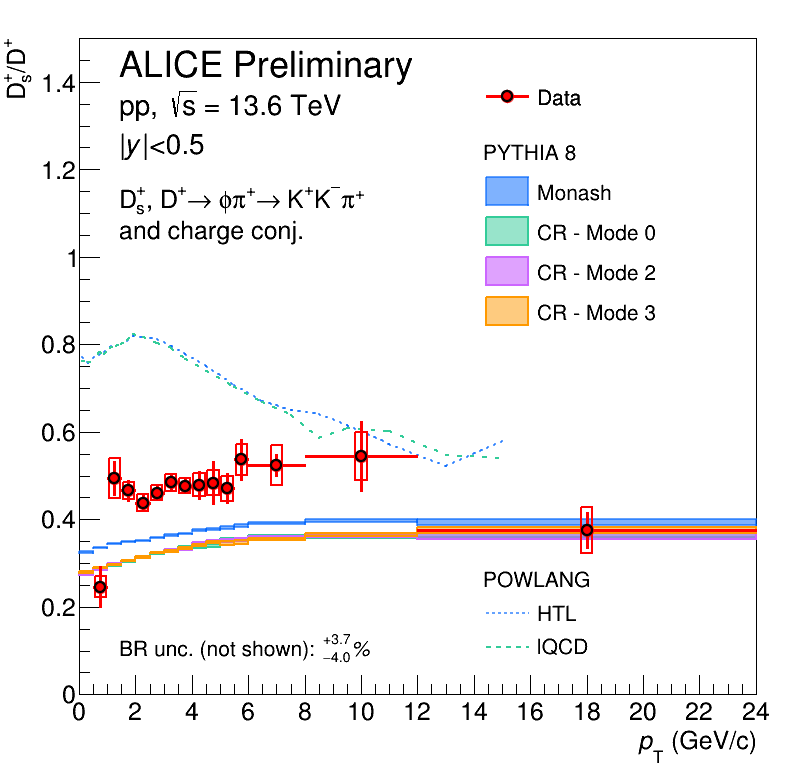 D⁺ₛ/D⁺
ALICE Preliminary
pp, √s = 13.6 TeV
|y|<0.5
D⁺ₛ, D⁺→ ϕπ⁺→ K⁺K⁻π⁺
and charge conj.
Data
PYTHIA 8
Monash
CR - Mode 0
CR - Mode 2
CR - Mode 3
1.4
1.2
1
0.8
0.6
0.4
0.2
0
POWLANG
HTL
lQCD
BR unc. (not shown): +3.7 −4.0 %
0 2 4 6 8 10 12 14 16 18 20 22 24
p_T (GeV/c)